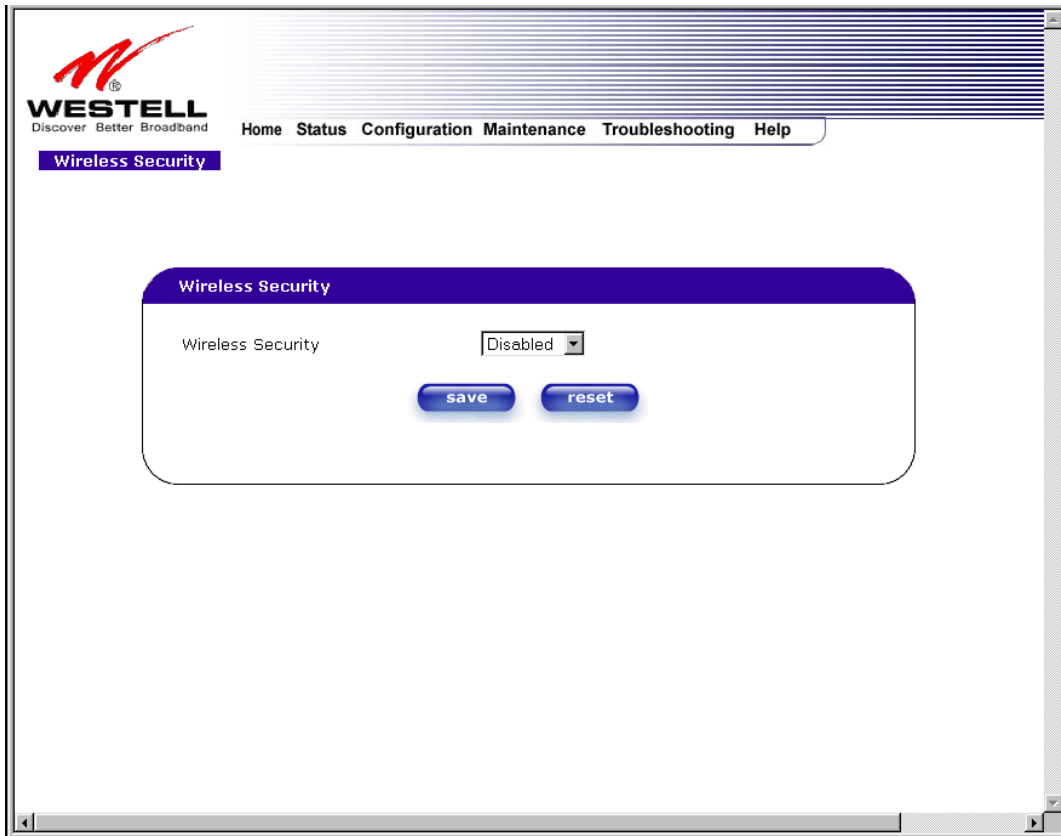 ®
WESTELL
Discover Better Broadband
Home Status Configuration Maintenance Troubleshooting Help
Wireless Security
Wireless Security
Wireless Security Disabled
save reset